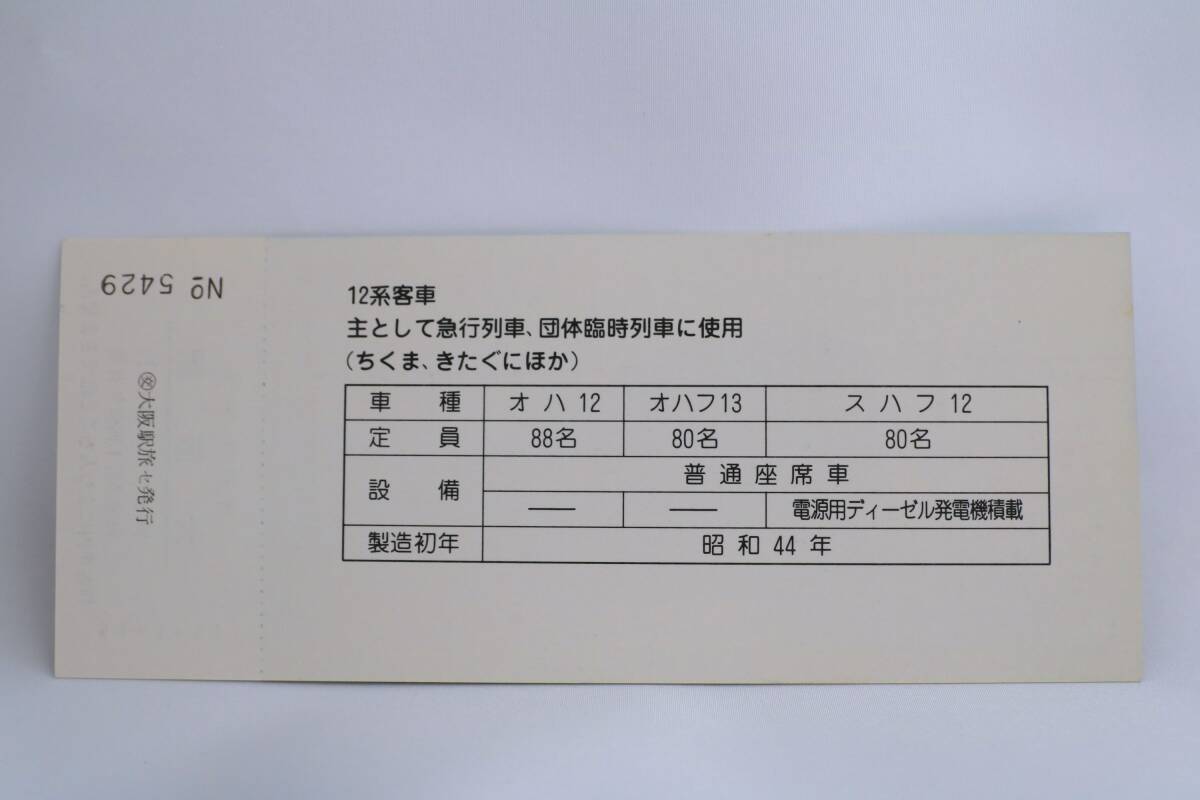 № 5429
㊛大阪駅旅セ発行
12系客車
主として急行列車、団体臨時列車に使用
(ちくま、きたぐにほか)
車種 オハ12 オハフ13 スハフ12
定員 88名 80名 80名
設備 普通座席車
— — 電源用ディーゼル発電機積載
製造初年 昭和44年